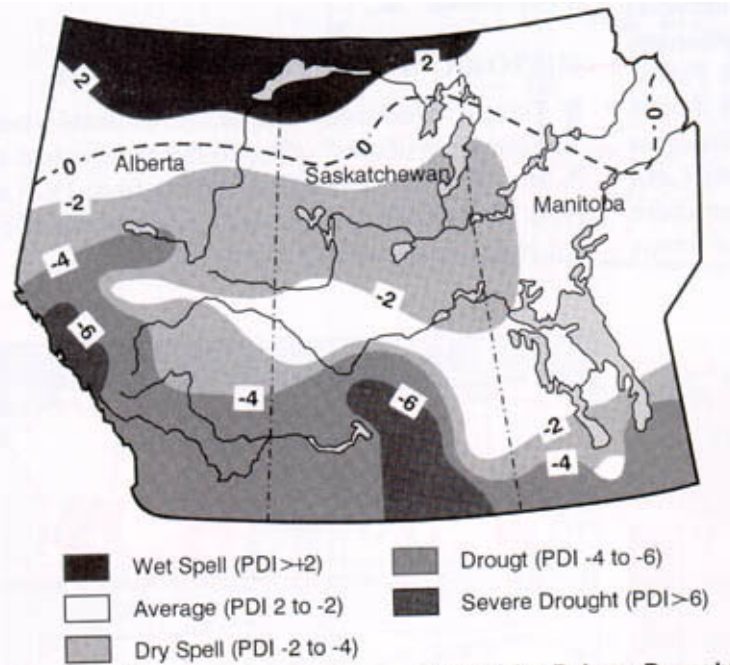 2
2
0
0
0
Alberta
Saskatchewan
Manitoba
-2
-4
-2
-6
-4
-6
-2
-4
Wet Spell (PDI>+2)
Drougt (PDI -4 to -6)
Average (PDI 2 to -2)
Severe Drought (PDI>-6)
Dry Spell (PDI -2 to -4)